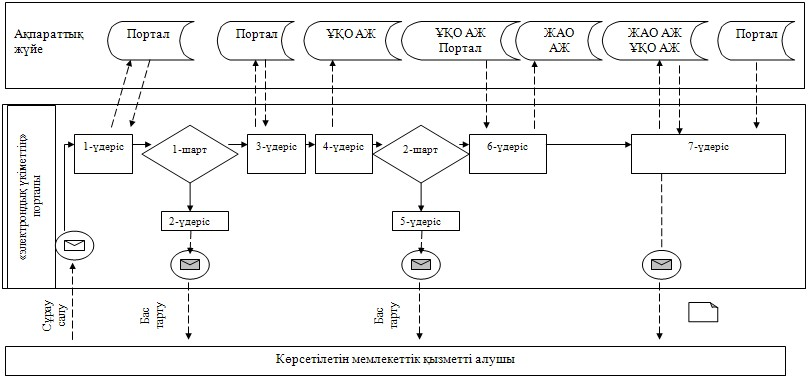 Ақпараттық
жүйе
Портал
Портал
ҰҚО АЖ
ҰҚО АЖ
Портал
ЖАО
АЖ
ЖАО АЖ
ҰҚО АЖ
Портал
«электрондық үкіметтің»
порталы
1-үдеріс
1-шарт
3-үдеріс
4-үдеріс
2-шарт
6-үдеріс
7-үдеріс
2-үдеріс
5-үдеріс
Сұрау
салу
Бас
тарту
Бас
тарту
Көрсетілетін мемлекеттік қызметті алушы